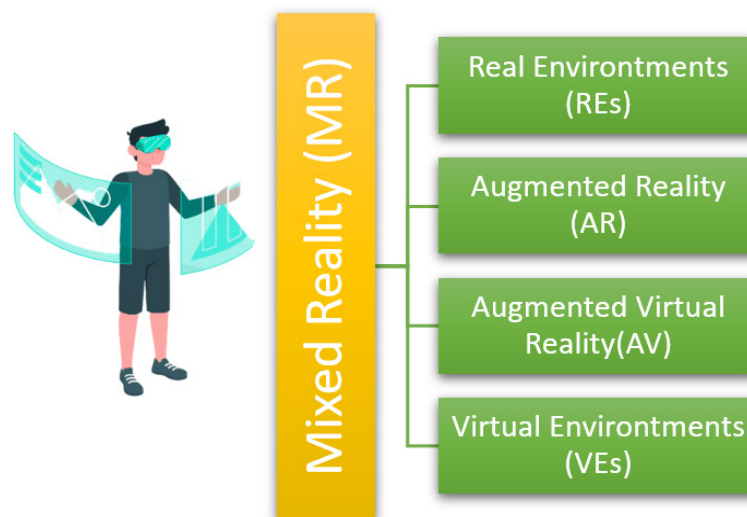 Mixed Reality (MR)
Real Environtments
(REs)
Augmented Reality
(AR)
Augmented Virtual
Reality(AV)
Virtual Environtments
(VEs)